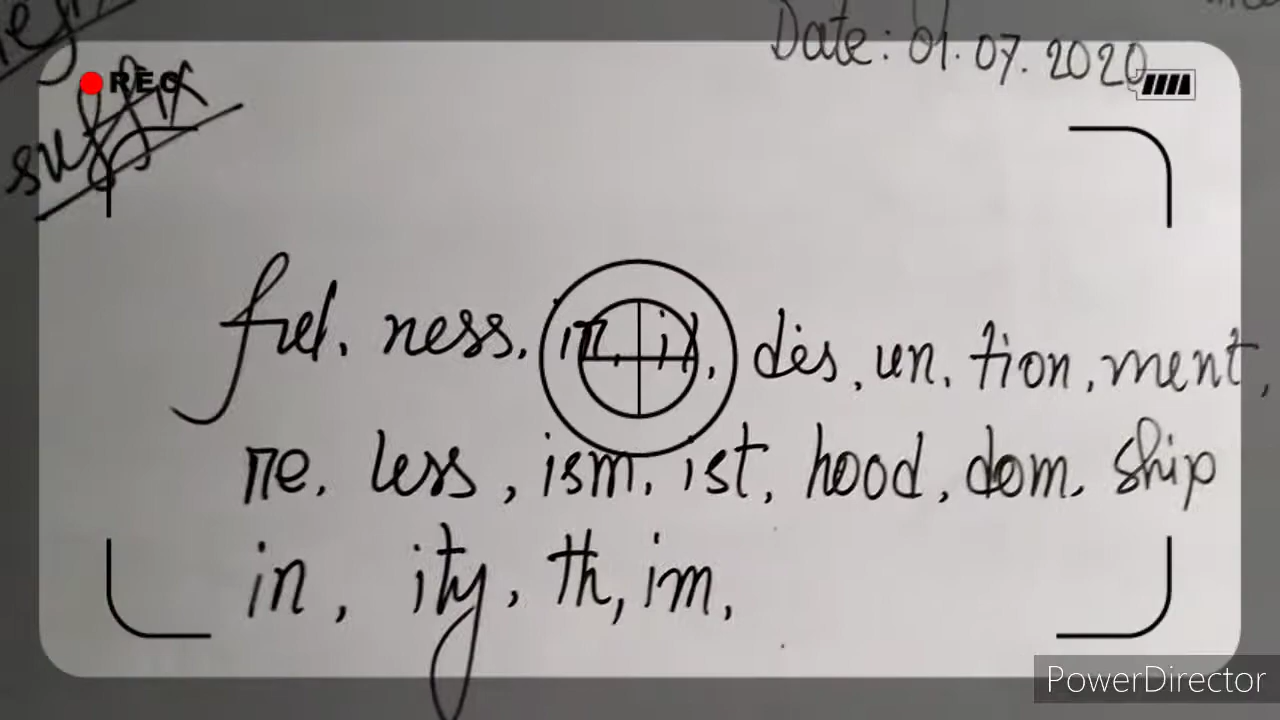 Date: 01.07.2020
REC
suffix
ful. ness. ir, il, dis, un. tion, ment,
re. less, ism. ist, hood, dom. ship
in, ity, th, im,
PowerDirector